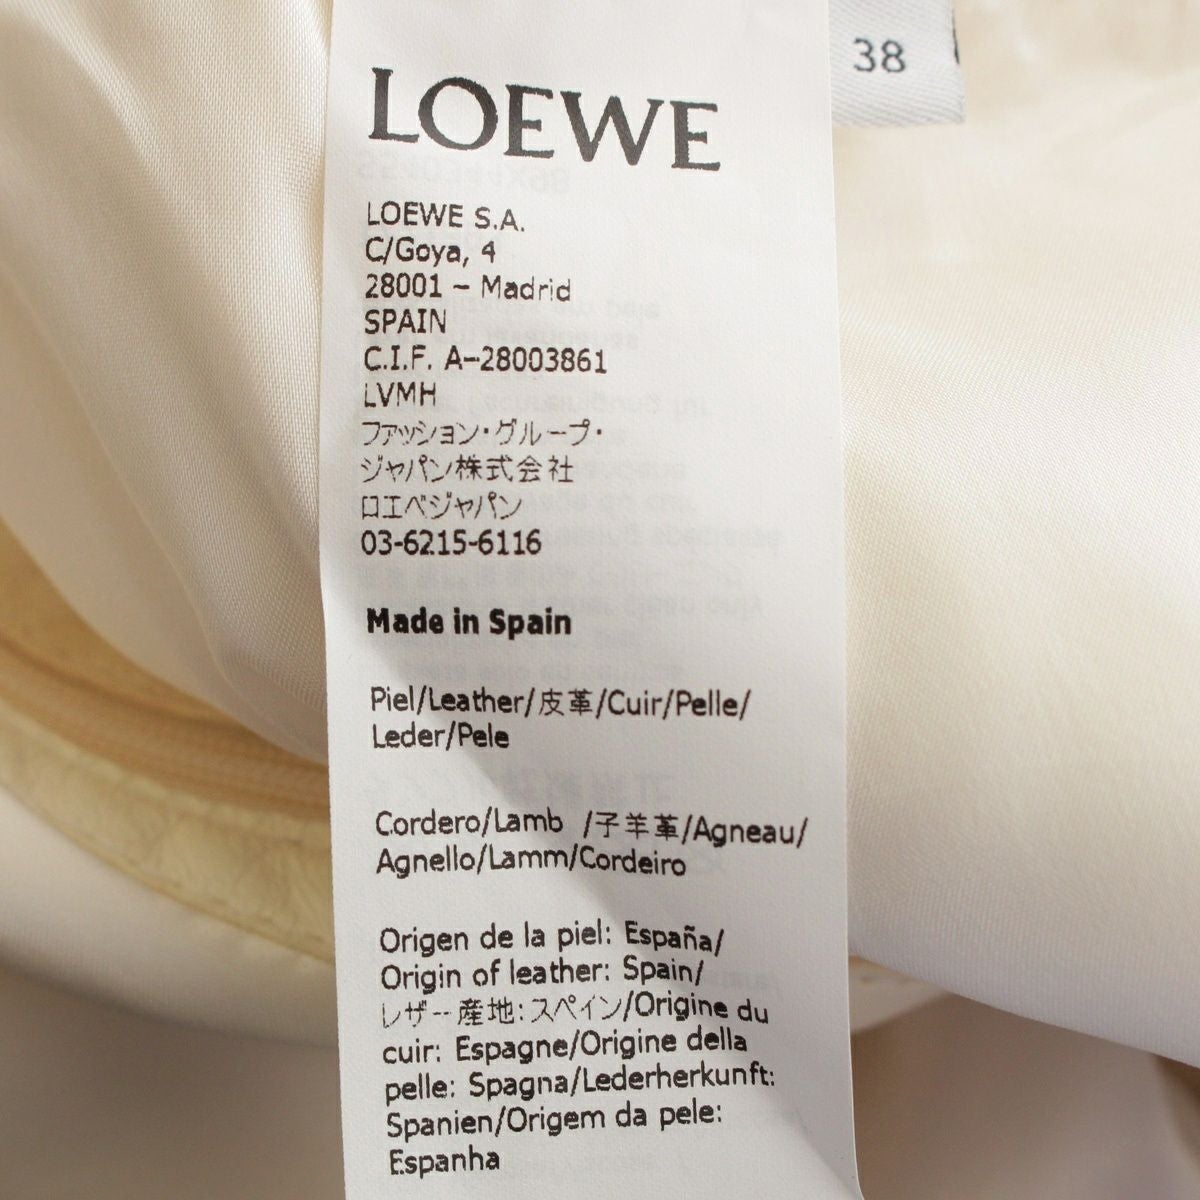 38
LOEWE
LOEWE S.A.
C/Goya, 4
28001 – Madrid
SPAIN
C.I.F. A–28003861
LVMH
ファッション・グループ・
ジャパン株式会社
ロエベジャパン
03-6215-6116
Made in Spain
Piel/Leather/皮革/Cuir/Pelle/
Leder/Pele
Cordero/Lamb /子羊革/Agneau/
Agnello/Lamm/Cordeiro
Origen de la piel: España/
Origin of leather: Spain/
レザー産地:スペイン/Origine du
cuir: Espagne/Origine della
pelle: Spagna/Lederherkunft:
Spanien/Origem da pele:
Espanha